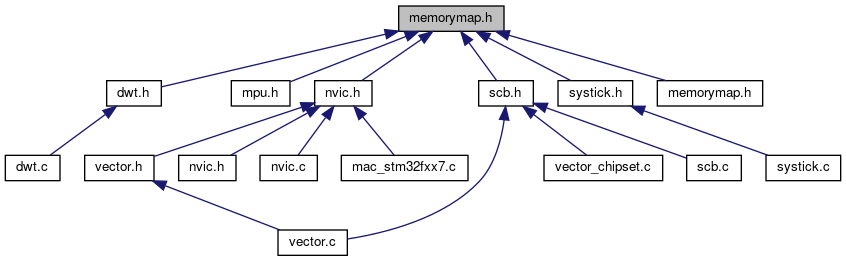 memorymap.h
dwt.h
mpu.h
nvic.h
scb.h
systick.h
memorymap.h
dwt.c
vector.h
nvic.h
nvic.c
mac_stm32fxx7.c
vector_chipset.c
scb.c
systick.c
vector.c